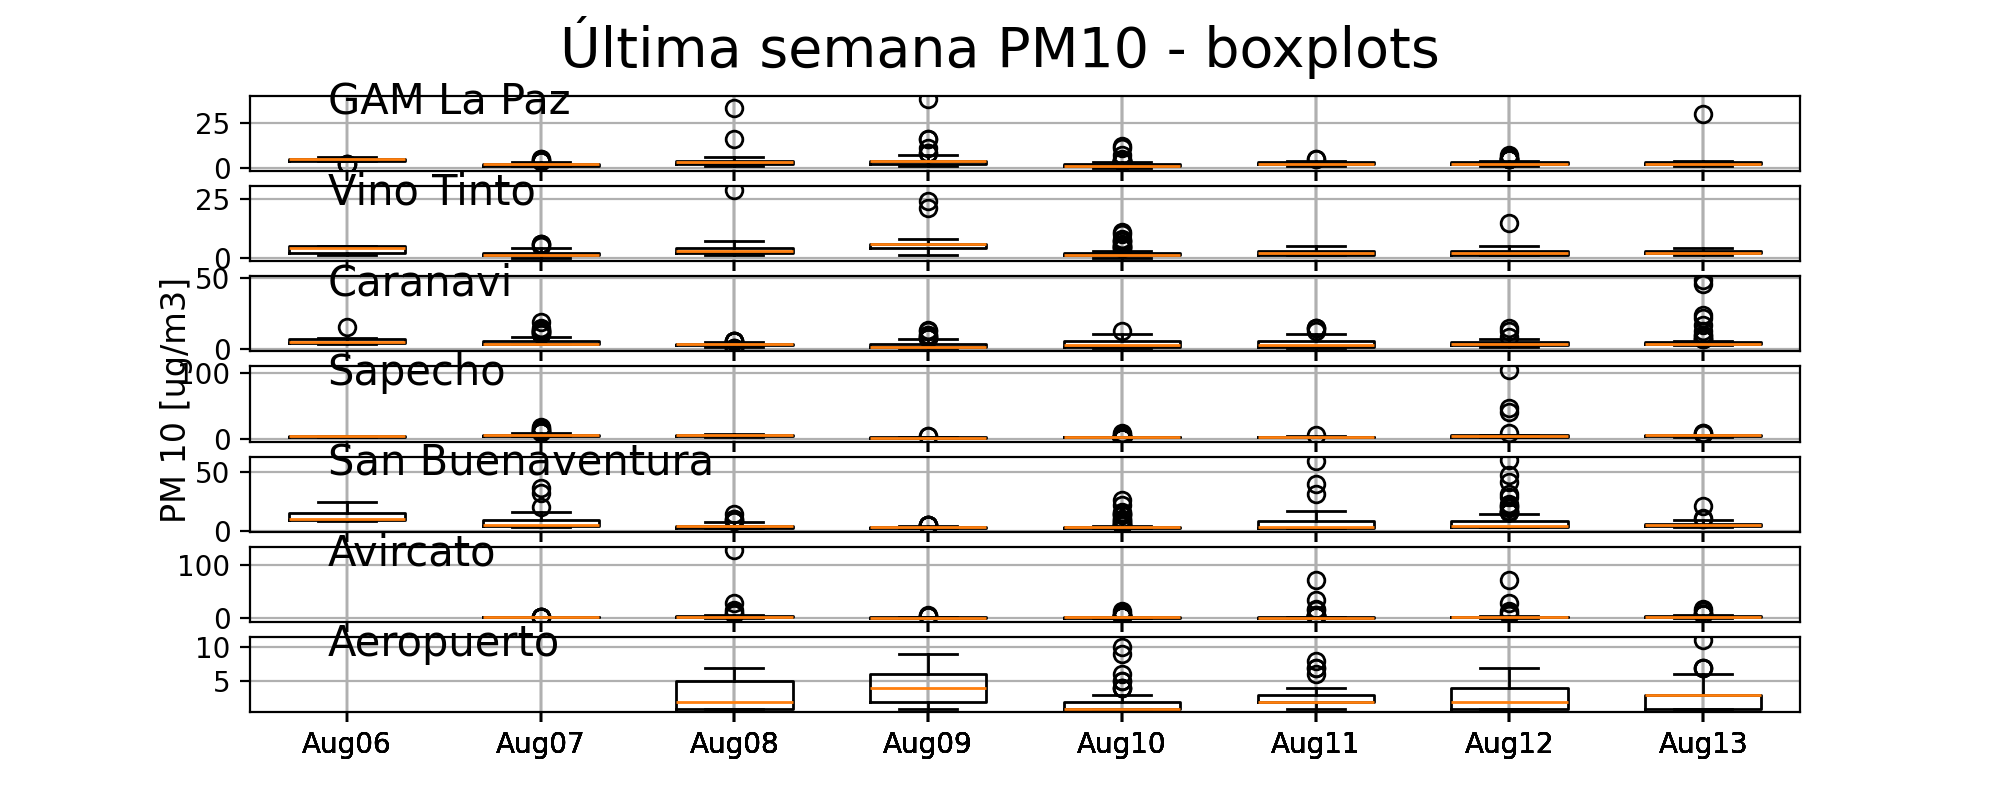 Última semana PM10 - boxplots
GAM La Paz
25
0
Vino Tinto
25
0
Caranavi
50
0
Sapecho
100
0
San Buenaventura
50
0
Avircato
100
0
Aeropuerto
10
5
PM 10 [ug/m3]
Aug06 Aug07 Aug08 Aug09 Aug10 Aug11 Aug12 Aug13